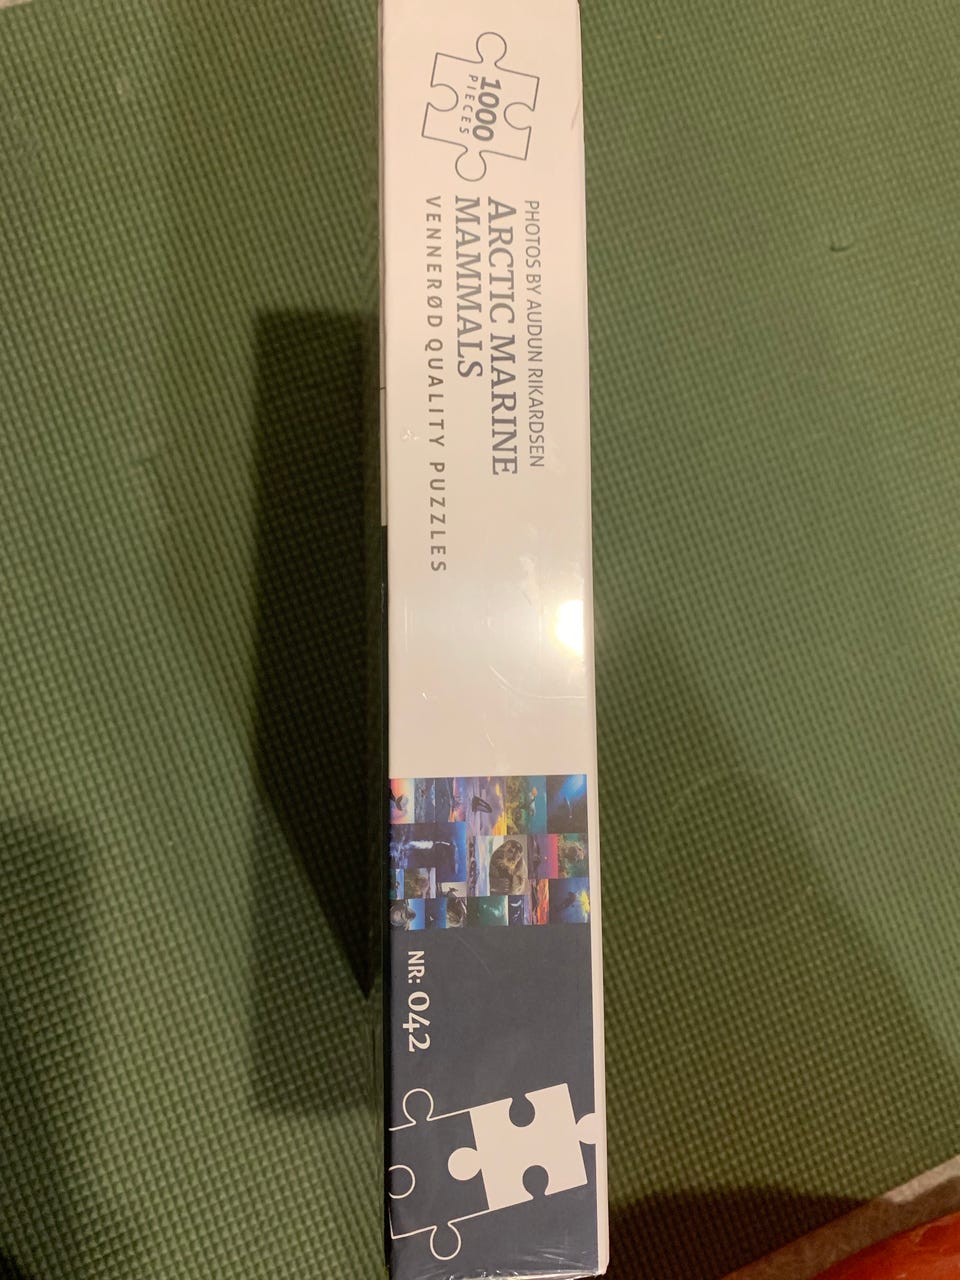 1000
PIECES
PHOTOS BY AUDUN RIKARDSEN
ARCTIC MARINE
MAMMALS
VENNERØD QUALITY PUZZLES
NR: 042